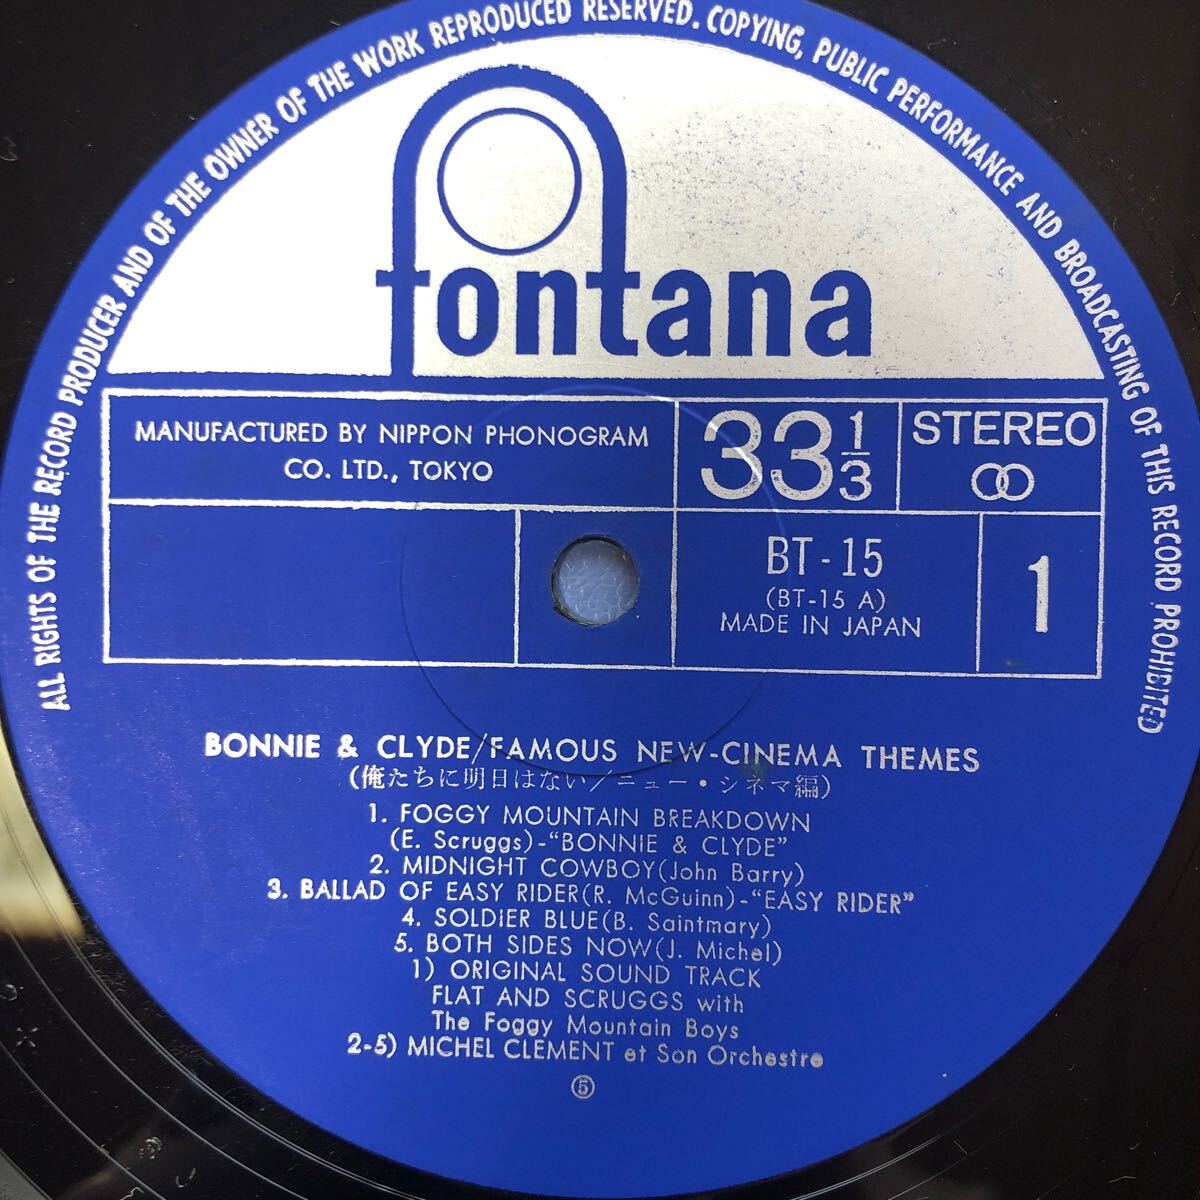 ALL RIGHTS OF THE RECORD PRODUCER AND OF THE OWNER OF THE WORK REPRODUCED RESERVED. COPYING, PUBLIC PERFORMANCE AND BROADCASTING OF THIS RECORD PROHIBITED
fontana
MANUFACTURED BY NIPPON PHONOGRAM
CO. LTD., TOKYO
33 1/3
STEREO
BT-15
(BT-15 A)
MADE IN JAPAN
1
BONNIE & CLYDE/FAMOUS NEW-CINEMA THEMES
(俺たちに明日はない/ニュー・シネマ編)
1. FOGGY MOUNTAIN BREAKDOWN
(E. Scruggs)-“BONNIE & CLYDE”
2. MIDNIGHT COWBOY(John Barry)
3. BALLAD OF EASY RIDER(R. McGuinn)-“EASY RIDER”
4. SOLDIER BLUE(B. Saintmary)
5. BOTH SIDES NOW(J. Michel)
1) ORIGINAL SOUND TRACK
FLAT AND SCRUGGS with
The Foggy Mountain Boys
2-5) MICHEL CLEMENT et Son Orchestre
⑤